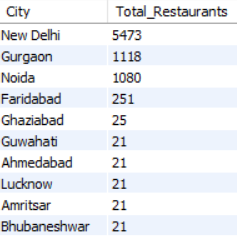 City Total_Restaurants
New Delhi 5473
Gurgaon 1118
Noida 1080
Faridabad 251
Ghaziabad 25
Guwahati 21
Ahmedabad 21
Lucknow 21
Amritsar 21
Bhubaneshwar 21